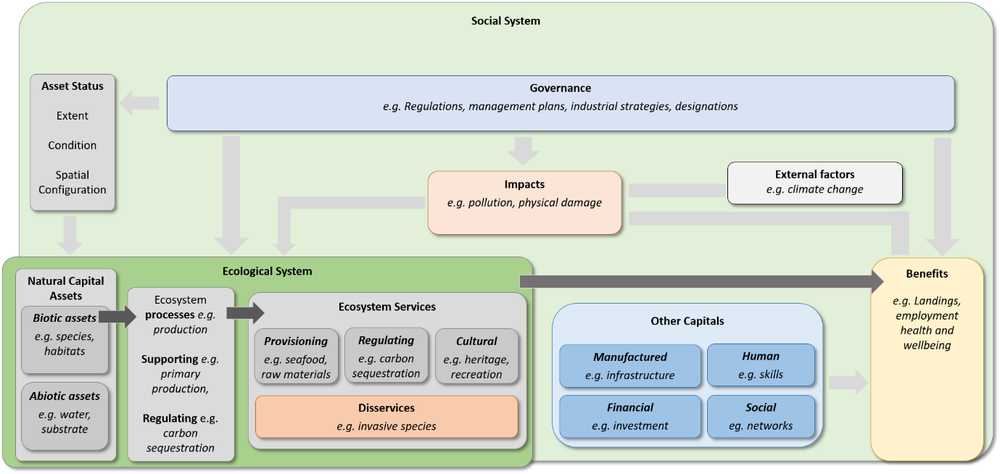 Social System
Asset Status
Extent
Condition
Spatial
Configuration
Governance
e.g. Regulations, management plans, industrial strategies, designations
Impacts
e.g. pollution, physical damage
External factors
e.g. climate change
Ecological System
Natural Capital
Assets
Biotic assets
e.g. species,
habitats
Abiotic assets
e.g. water,
substrate
Ecosystem
processes e.g.
production
Supporting e.g.
primary
production,
Regulating e.g.
carbon
sequestration
Ecosystem Services
Provisioning
e.g. seafood,
raw materials
Regulating
e.g. carbon
sequestration
Cultural
e.g. heritage,
recreation
Disservices
e.g. invasive species
Other Capitals
Manufactured
e.g. infrastructure
Human
e.g. skills
Financial
e.g. investment
Social
eg. networks
Benefits
e.g. Landings,
employment
health and
wellbeing